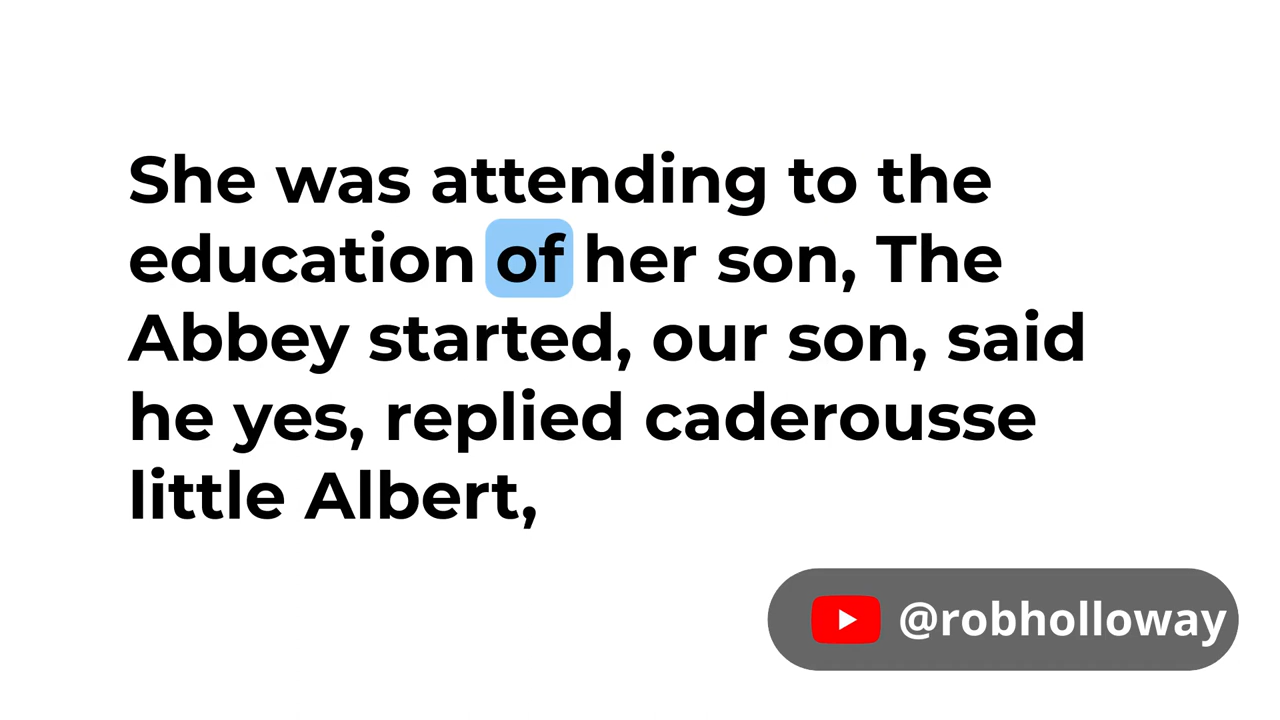 She was attending to the
education of her son, The
Abbey started, our son, said
he yes, replied caderousse
little Albert,
@robholloway